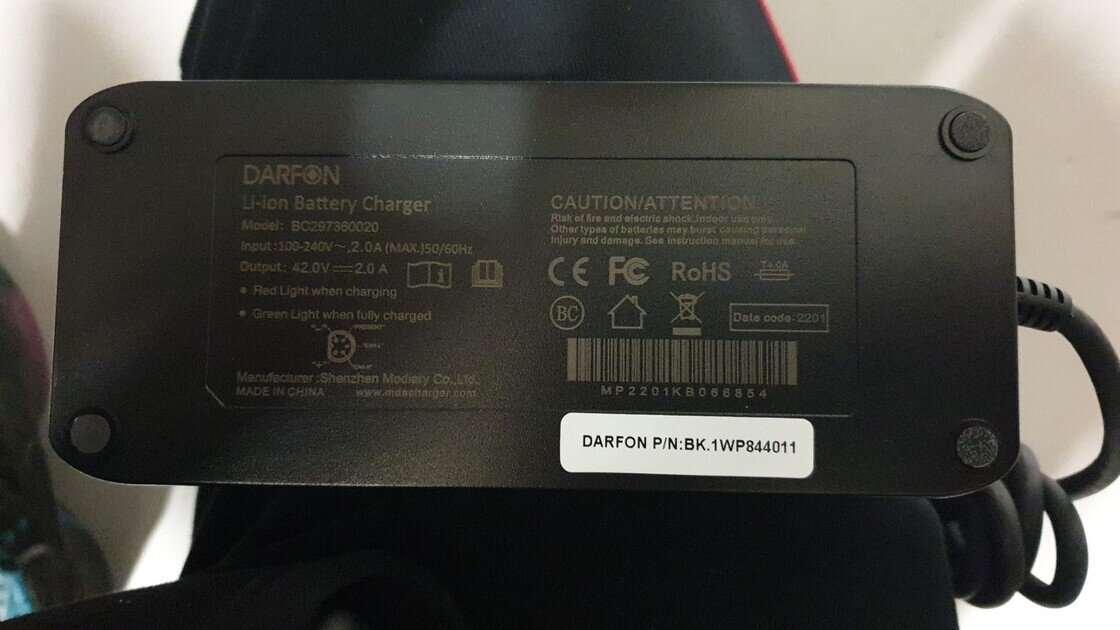 DARFON
Li-ion Battery Charger
Model: BC297360020
Input:100-240V~,2.0A (MAX.)50/60Hz
Output: 42.0V⎓2.0 A
• Red Light when charging
• Green Light when fully charged
Manufacturer:Shenzhen Modiary Co.,Ltd.
MADE IN CHINA www.mdacharger.com
CAUTION/ATTENTION
Risk of fire and electric shock.Indoor use only.
Other types of batteries may burst causing personal
injury and damage. See instruction manual for use.
CE FC RoHS T4.0A
BC
Date code:2201
MP2201KB066854
DARFON P/N:BK.1WP844011